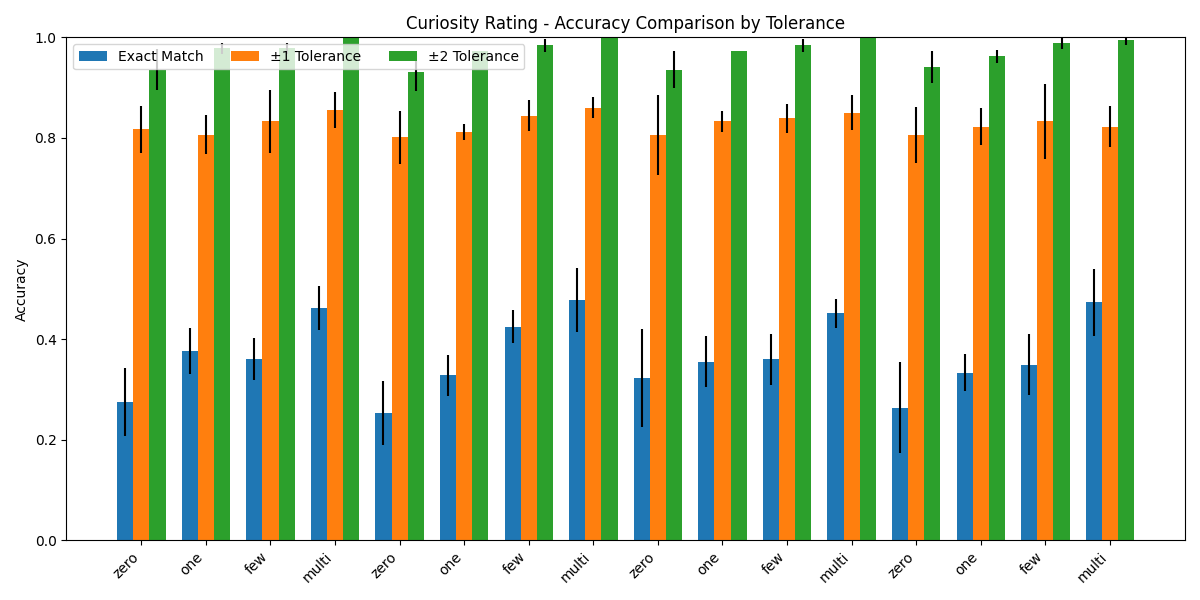 Curiosity Rating - Accuracy Comparison by Tolerance
Exact Match ±1 Tolerance ±2 Tolerance
Accuracy
1.0
0.8
0.6
0.4
0.2
0.0
zero one few multi zero one few multi zero one few multi zero one few multi